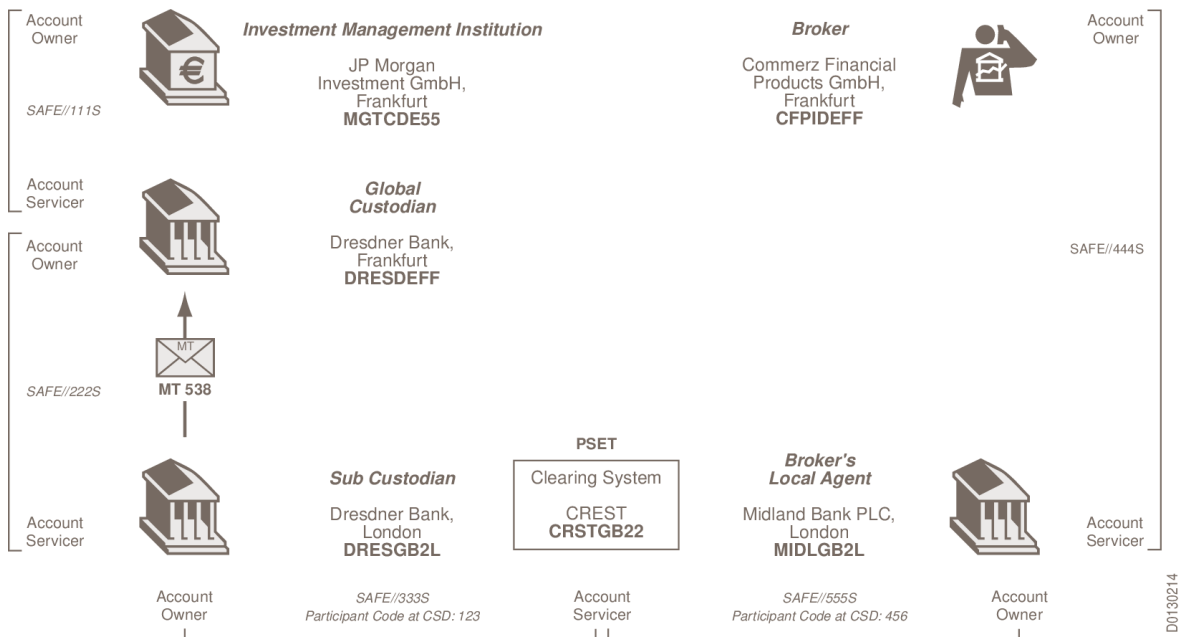 Account
Owner
Investment Management Institution
Broker
Account
Owner
JP Morgan
Investment GmbH,
Frankfurt
MGTCDE55
Commerz Financial
Products GmbH,
Frankfurt
CFPIDEFF
SAFE//111S
Account
Servicer
Global
Custodian
Account
Owner
Dresdner Bank,
Frankfurt
DRESDEFF
SAFE//444S
MT
MT 538
SAFE//222S
PSET
Sub Custodian
Clearing System
Broker's
Local Agent
Account
Servicer
Dresdner Bank,
London
DRESGB2L
CREST
CRSTGB22
Midland Bank PLC,
London
MIDLGB2L
Account
Servicer
Account
Owner
SAFE//333S
Participant Code at CSD: 123
Account
Servicer
SAFE//555S
Participant Code at CSD: 456
Account
Owner
D0130214